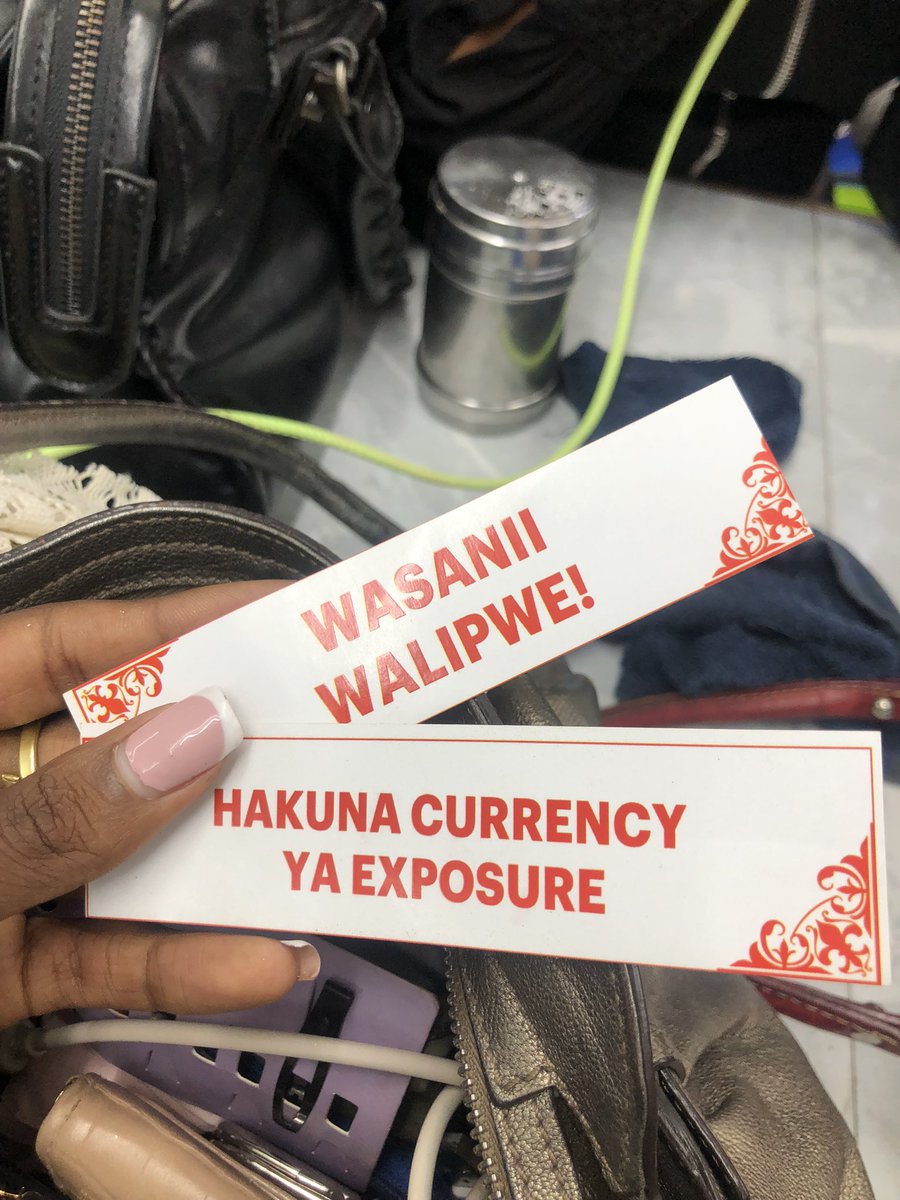 WASANII
WALIPWE!
HAKUNA CURRENCY
YA EXPOSURE